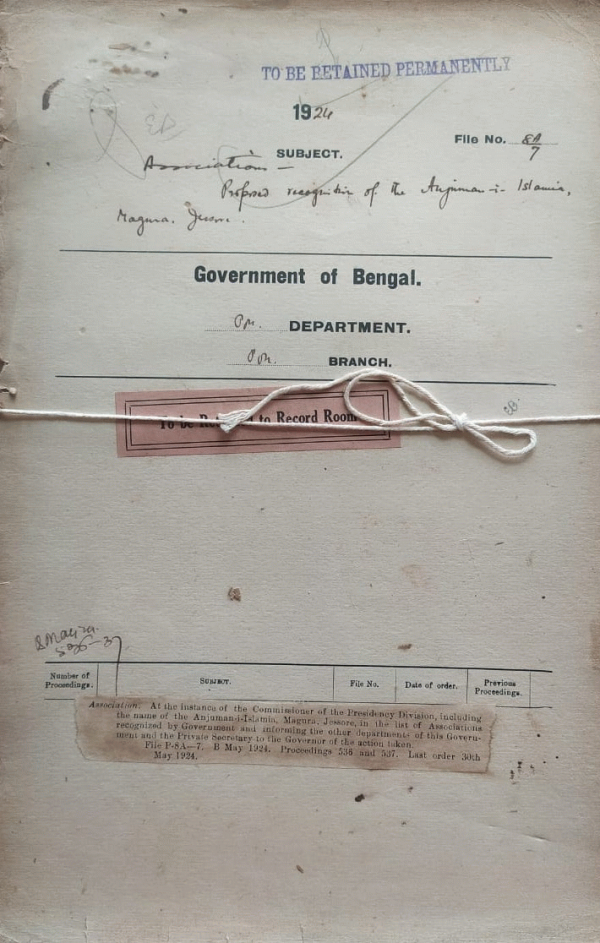 TO BE RETAINED PERMANENTLY
1924
File No. 8A/7
SUBJECT.
Associations —
Proposed recognition of the Anjuman-i-Islamia,
Magura, Jessore.
Government of Bengal.
Pol. DEPARTMENT.
Pol. BRANCH.
To be Ret to Record Room
B May 24
536-37
Number of Proceedings.
SUBJECT.
File No.
Date of order.
Previous Proceedings.
Association. At the instance of the Commissioner of the Presidency Division, including
the name of the Anjuman-i-Islamia, Magura, Jessore, in the list of Associations
recognized by Government and informing the other departments of this Govern-
ment and the Private Secretary to the Governor of the action taken.
File P-8A—7. B May 1924. Proceedings 536 and 537. Last order 30th
May 1924.